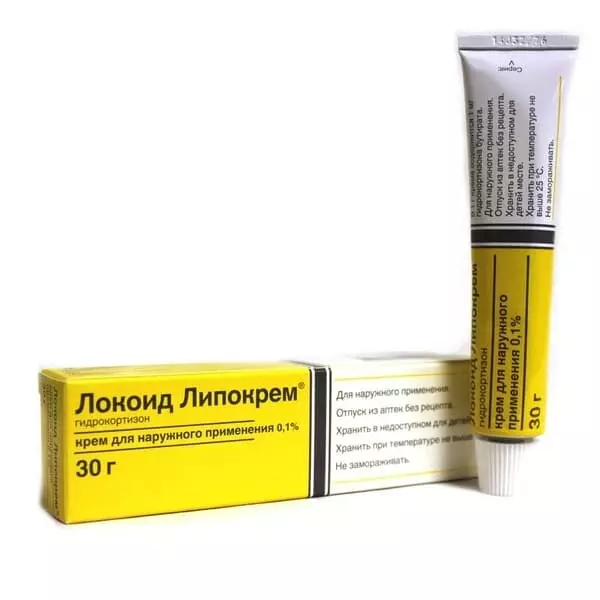 Локоид Липокрем®
гидрокортизон
крем для наружного применения 0,1%
30 г
Для наружного применения.
Отпуск из аптек без рецепта.
Хранить в недоступном для
Хранить при температуре не выше
Не замораживать.
Локоид Липокрем
гидрокортизон
крем для наружного
применения 0,1%
30 г
гидрокортизона бутирата.
Для наружного применения.
Отпуск из аптек без рецепта.
Хранить в недоступном для
детей месте.
Хранить при температуре не
выше 25 °С.
Не замораживать.
Серия: